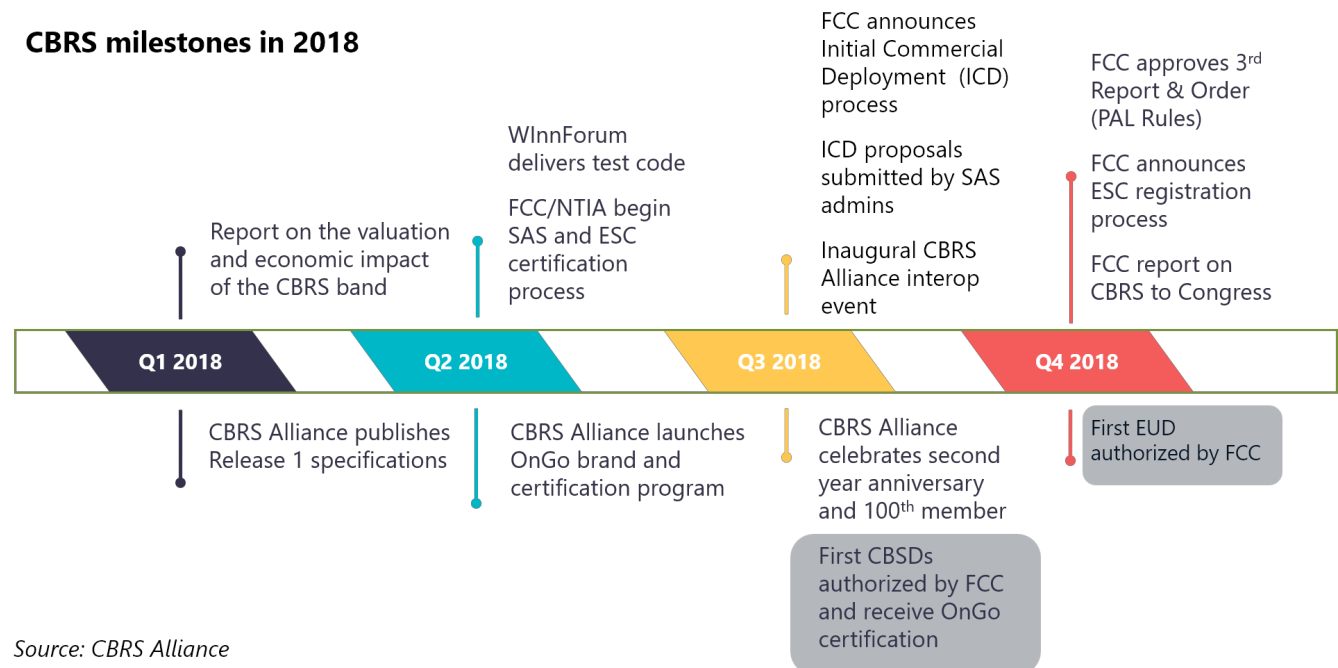 CBRS milestones in 2018
Report on the valuation
and economic impact
of the CBRS band
WInnForum
delivers test code
FCC/NTIA begin
SAS and ESC
certification
process
FCC announces
Initial Commercial
Deployment (ICD)
process
ICD proposals
submitted by SAS
admins
Inaugural CBRS
Alliance interop
event
FCC approves 3rd
Report & Order
(PAL Rules)
FCC announces
ESC registration
process
FCC report on
CBRS to Congress
Q1 2018
Q2 2018
Q3 2018
Q4 2018
CBRS Alliance publishes
Release 1 specifications
CBRS Alliance launches
OnGo brand and
certification program
CBRS Alliance
celebrates second
year anniversary
and 100th member
First CBSDs
authorized by FCC
and receive OnGo
certification
First EUD
authorized by FCC
Source: CBRS Alliance